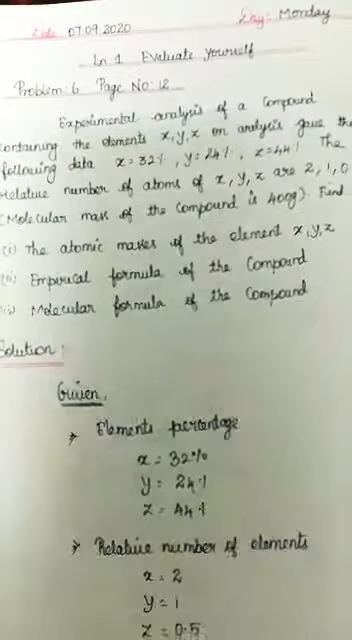 Date: 07.09.2020 Day: Monday
Ln 1 Evaluate yourself
Problem: 6 Page No: 12
Experimental analysis of a compound
containing the elements x,y,z on analysis gave the
following data x = 32%, y = 24%, z = 44% The
relative number of atoms of x, y, z are 2, 1, 0
(Molecular mass of the compound is 400g). Find
(i) The atomic masses of the element x,y,z
(ii) Empirical formula of the compound
(iii) Molecular formula of the compound
Solution:
Given,
Elements percentage
x = 32%
y = 24%
z = 44%
Relative number of elements
x = 2
y = 1
z = 0.5